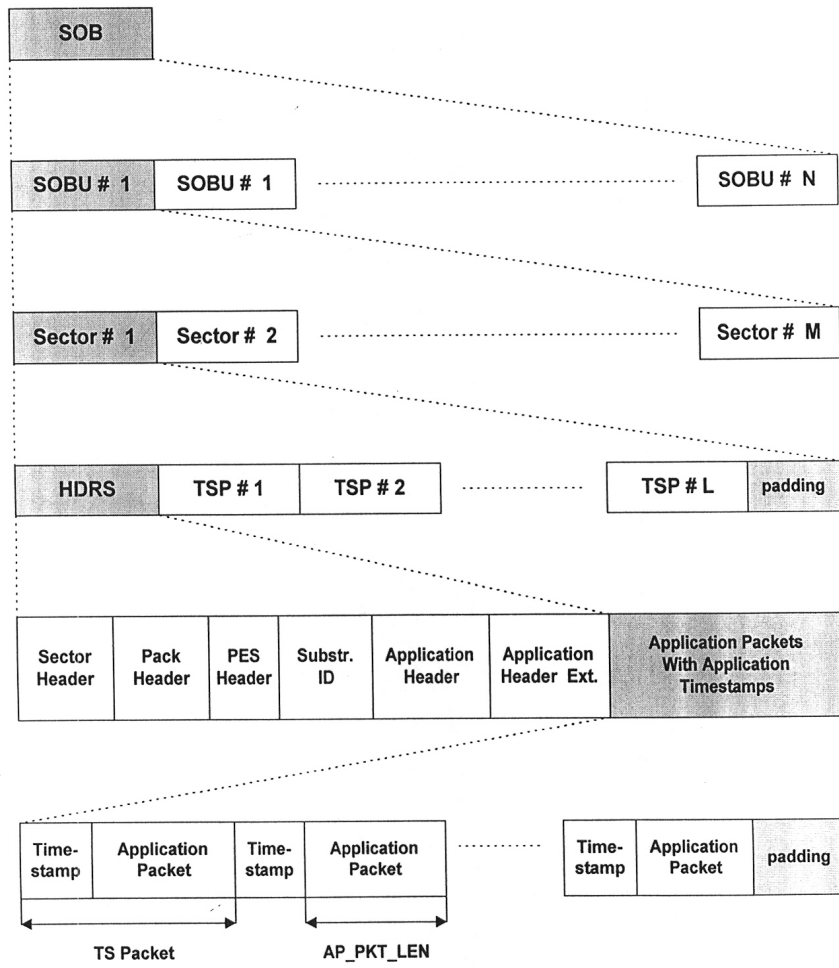 SOB
SOBU # 1 SOBU # 1 SOBU # N
Sector # 1 Sector # 2 Sector # M
HDRS TSP # 1 TSP # 2 TSP # L padding
Sector Header
Pack Header
PES Header
Substr. ID
Application Header
Application Header Ext.
Application Packets
With Application
Timestamps
Time-
stamp
Application
Packet
Time-
stamp
Application
Packet
Time-
stamp
Application
Packet
padding
TS Packet
AP_PKT_LEN